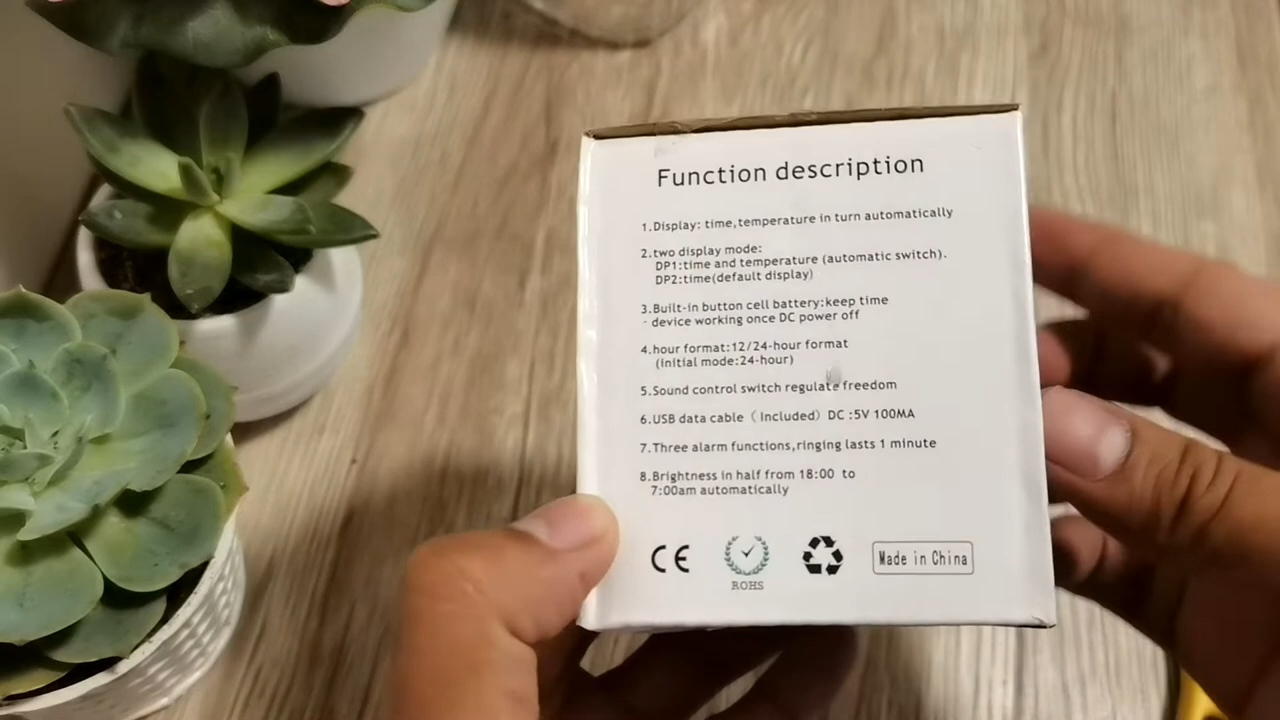 Function description
1.Display: time,temperature in turn automatically
2.two display mode:
DP1:time and temperature (automatic switch).
DP2:time(default display)
3.Built-in button cell battery:keep time
- device working once DC power off
4.hour format:12/24-hour format
(initial mode:24-hour)
5.Sound control switch regulate freedom
6.USB data cable（Included）DC :5V 100MA
7.Three alarm functions,ringing lasts 1 minute
8.Brightness in half from 18:00 to
7:00am automatically
CE
ROHS
Made in China